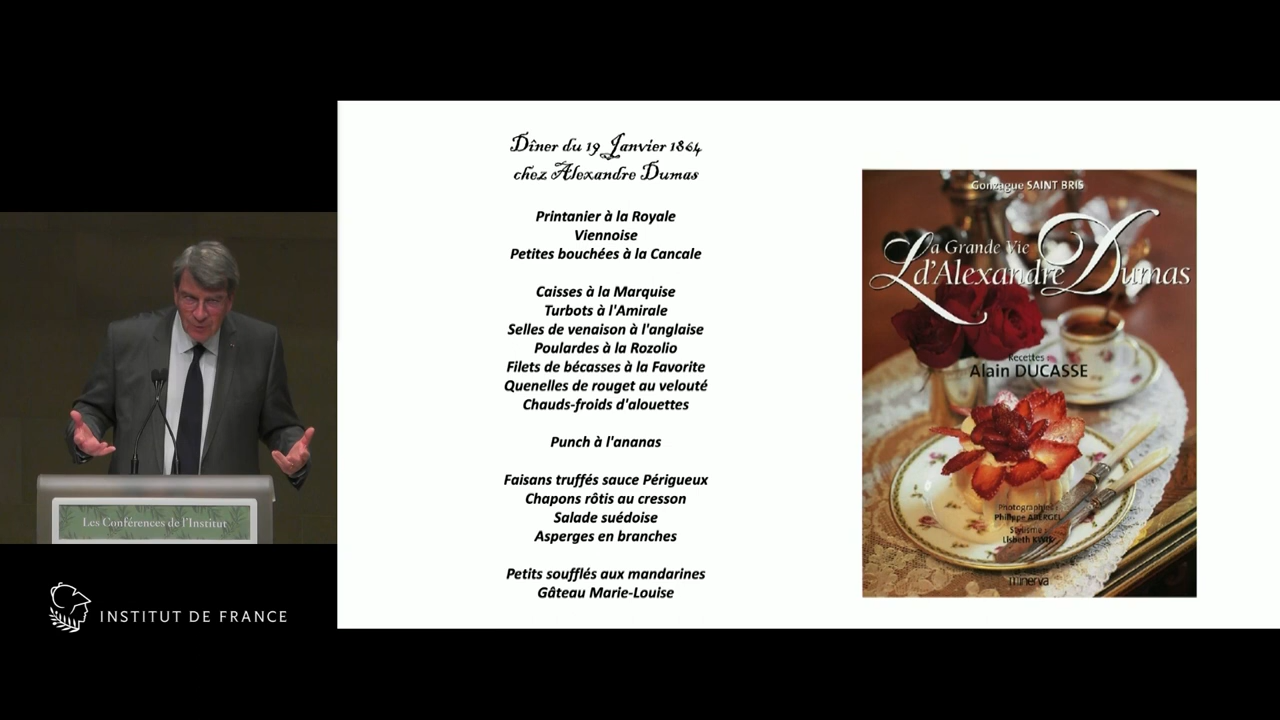 Dîner du 19 Janvier 1864
chez Alexandre Dumas
Printanier à la Royale
Viennoise
Petites bouchées à la Cancale
Caisses à la Marquise
Turbots à l'Amirale
Selles de venaison à l'anglaise
Poulardes à la Rozolio
Filets de bécasses à la Favorite
Quenelles de rouget au velouté
Chauds-froids d'alouettes
Punch à l'ananas
Faisans truffés sauce Périgueux
Chapons rôtis au cresson
Salade suédoise
Asperges en branches
Petits soufflés aux mandarines
Gâteau Marie-Louise
Gonzague SAINT BRIS
La Grande Vie
d'Alexandre Dumas
Recettes :
Alain DUCASSE
Photographies :
Philippe ABERGEL
Stylisme :
Lisbeth KWIK
minerva
Les Conférences de l'Institut
INSTITUT DE FRANCE